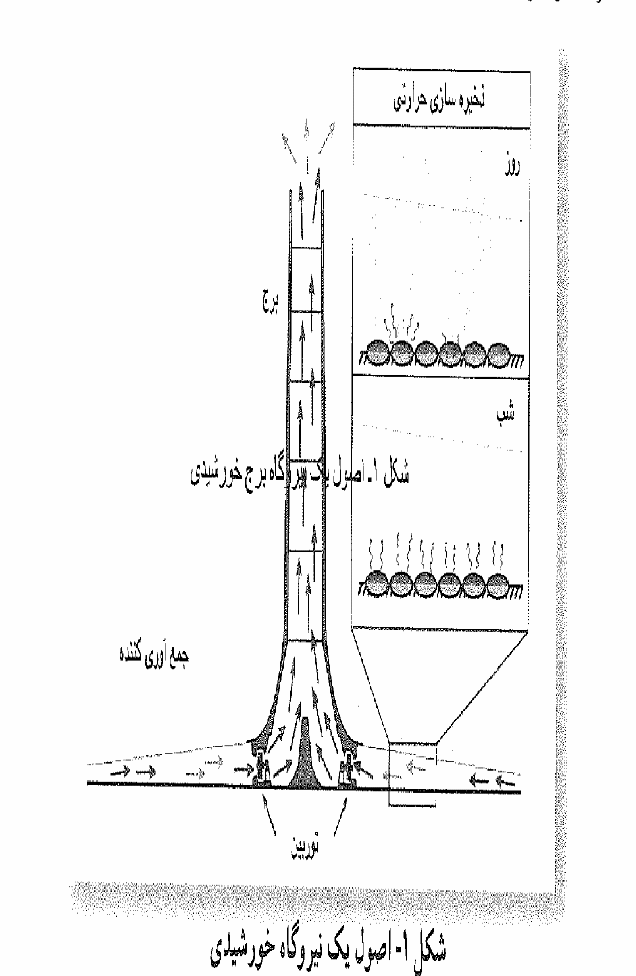 ذخیره سازی حرارتی
روز
برج
شب
شکل ۱ـ اصول یک نیروگاه برج خورشیدی
جمع آوری کننده
توربین
شکل ۱- اصول یک نیروگاه خورشیدی